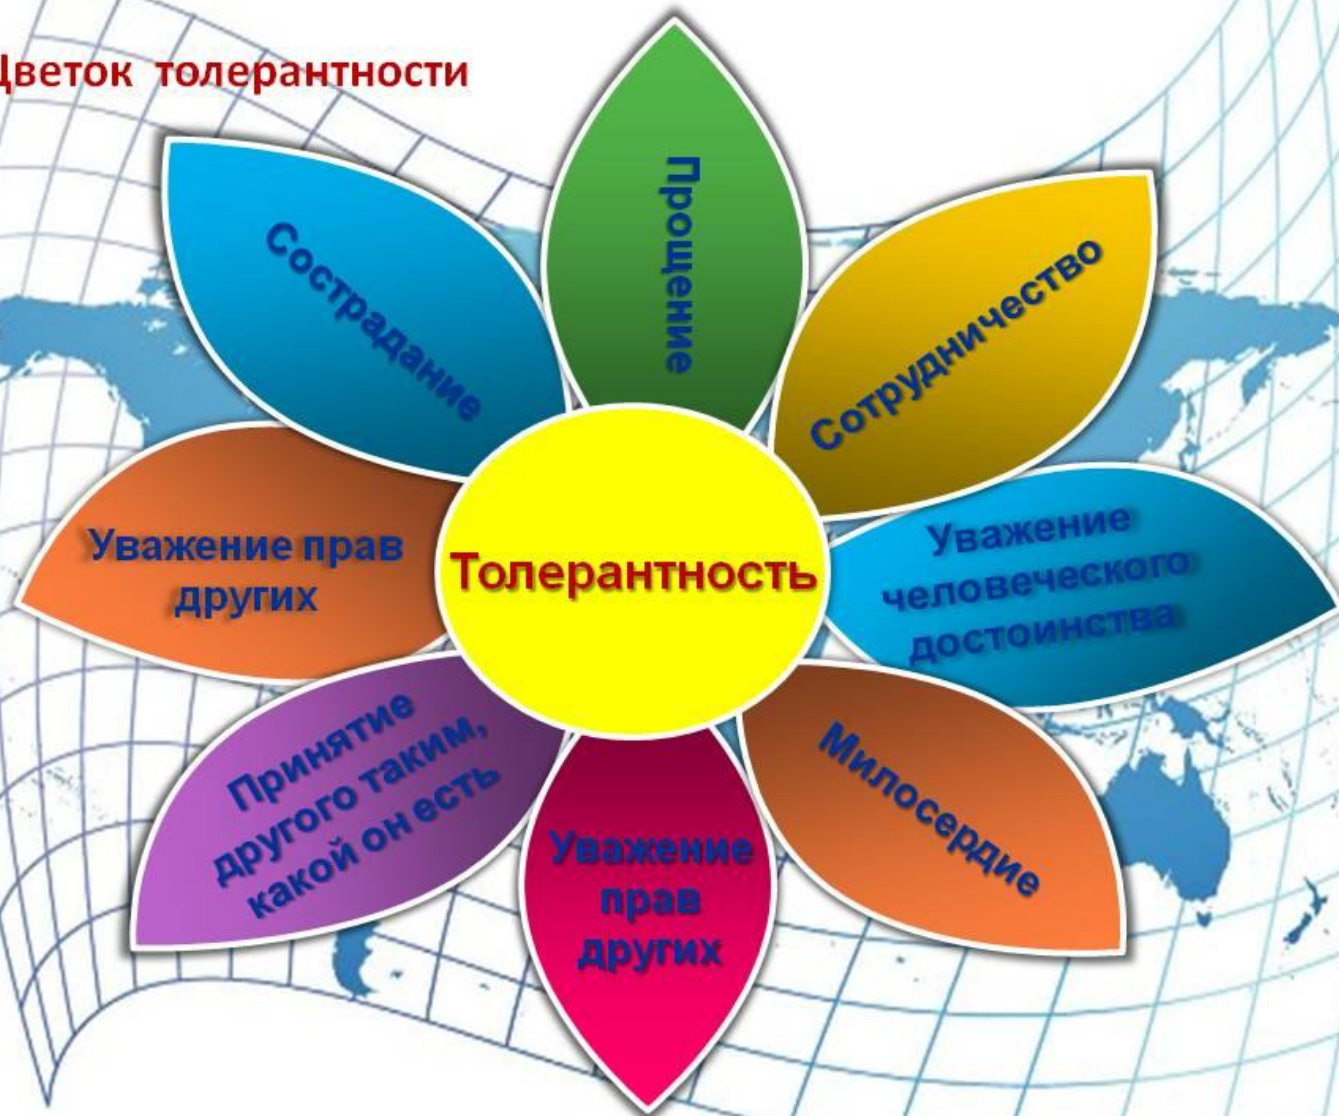 Цветок толерантности
Прощение
Сострадание
Сотрудничество
Уважение прав
других
Толерантность
Уважение
человеческого
достоинства
Принятие
другого таким,
какой он есть
Уважение
прав
других
Милосердие